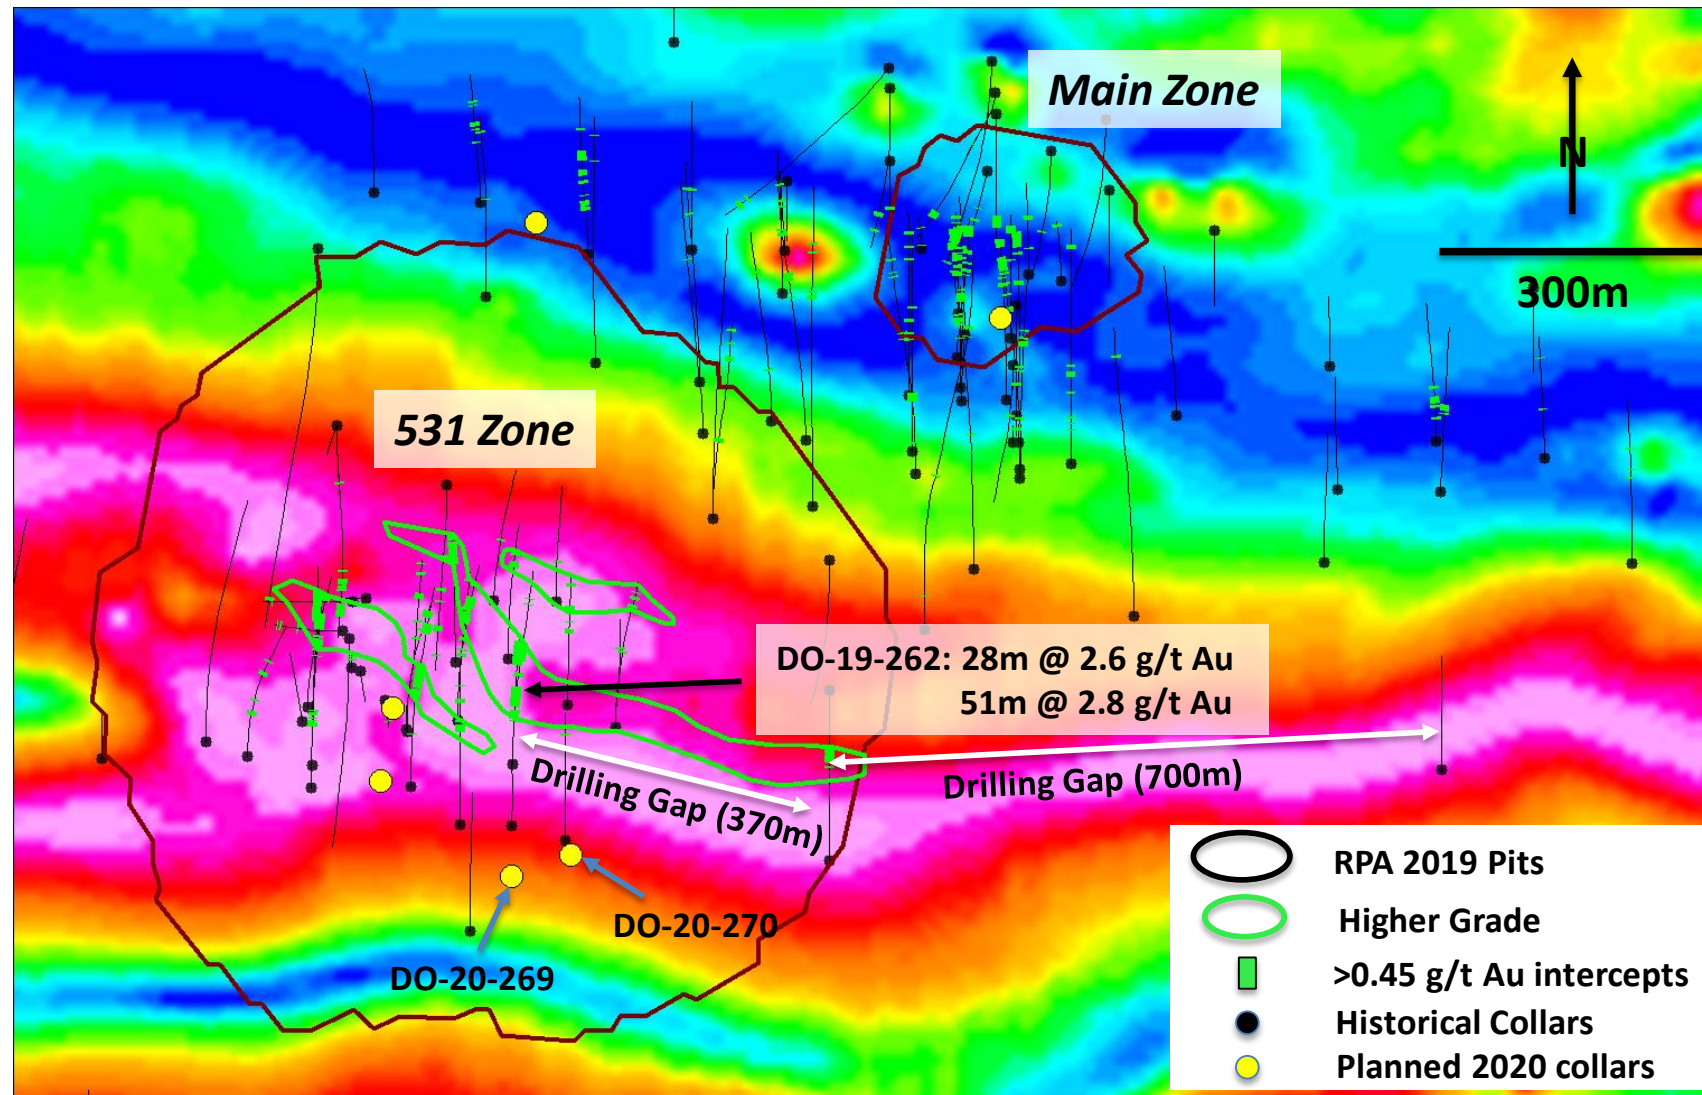 Main Zone
N
300m
531 Zone
DO-19-262: 28m @ 2.6 g/t Au
51m @ 2.8 g/t Au
Drilling Gap (370m)
Drilling Gap (700m)
DO-20-270
DO-20-269
RPA 2019 Pits
Higher Grade
>0.45 g/t Au intercepts
Historical Collars
Planned 2020 collars